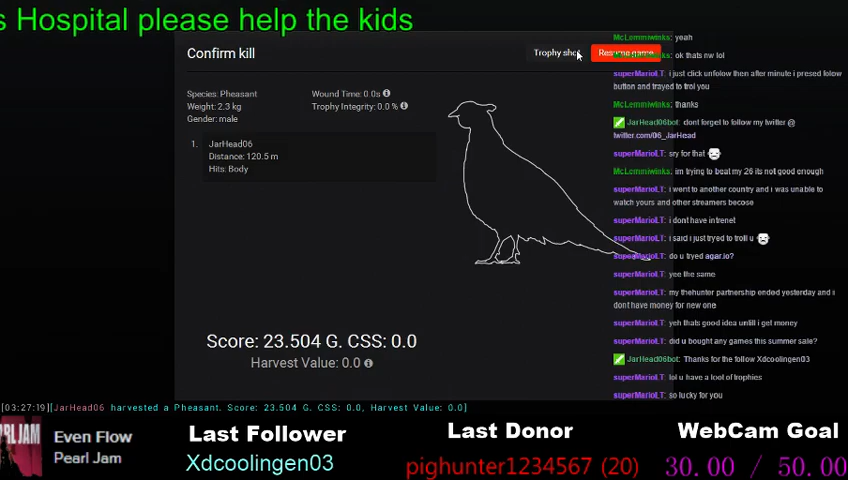 s Hospital please help the kids
Confirm kill
Trophy shot
Resume game
Species: Pheasant
Weight: 2.3 kg
Gender: male
Wound Time: 0.0s
Trophy Integrity: 0.0 %
1.
JarHead06
Distance: 120.5 m
Hits: Body
Score: 23.504 G. CSS: 0.0
Harvest Value: 0.0
McLemmiwinks: yeah
McLemmiwinks: ok thats nw lol
superMarioLT: i just click unfolow then after minute i presed folow
button and trayed to trol you
McLemmiwinks: thanks
JarHead06bot: dont forget to follow my twitter @
twitter.com/06_JarHead
superMarioLT: sry for that
McLemmiwinks: im trying to beat my 26 its not good enough
superMarioLT: i went to another country and i was unable to
watch yours and other streamers becose
superMarioLT: i dont have intrenet
superMarioLT: i said i just tryed to troll u
superMarioLT: do u tryed agar.io?
superMarioLT: yee the same
superMarioLT: my thehunter partnership ended yesterday and i
dont have money for new one
superMarioLT: yeh thats good idea untill i get money
superMarioLT: did u bought any games this summer sale?
JarHead06bot: Thanks for the follow Xdcoolingen03
superMarioLT: lol u have a loot of trophies
superMarioLT: so lucky for you
[03:27:19][JarHead06 harvested a Pheasant. Score: 23.504 G. CSS: 0.0, Harvest Value: 0.0]
RL JAM
Even Flow
Pearl Jam
Last Follower
Xdcoolingen03
Last Donor
pighunter1234567 (20)
WebCam Goal
30.00 / 50.00